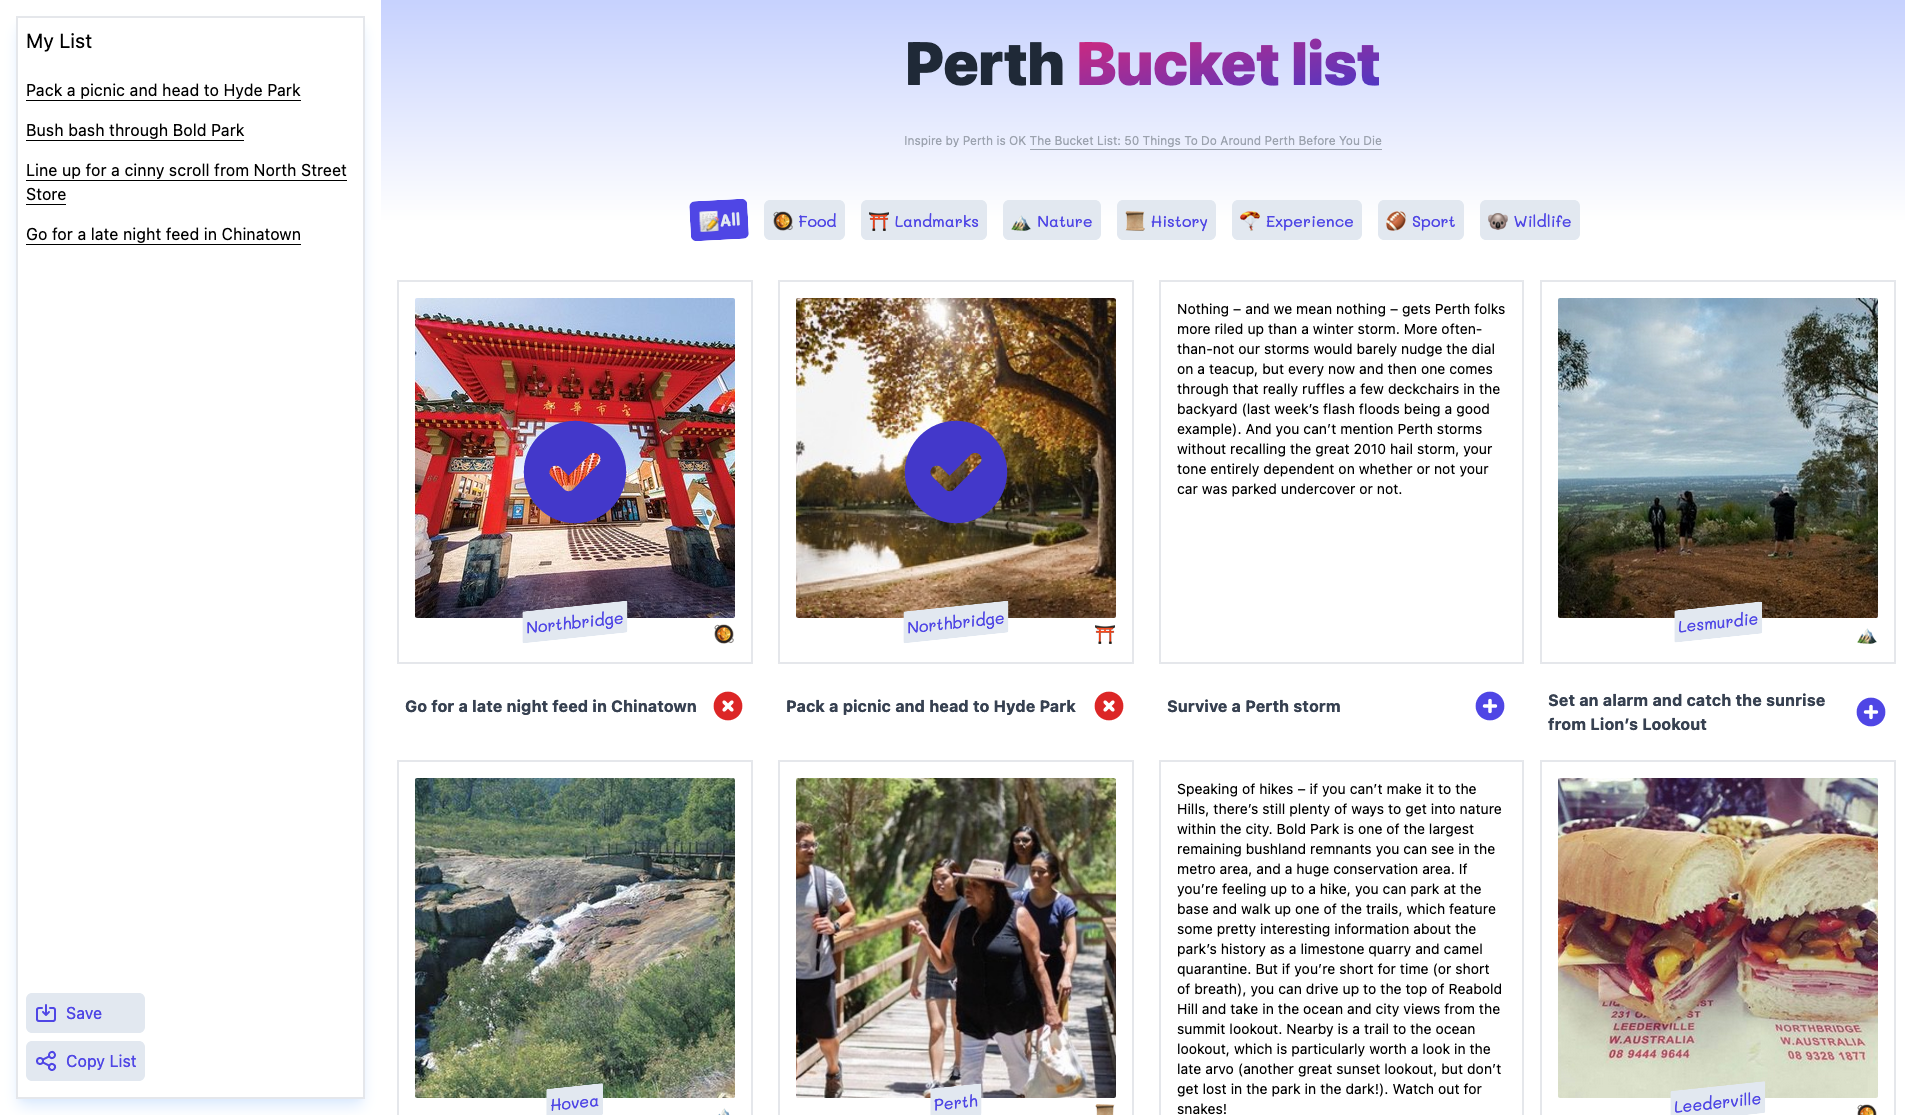 My List
Pack a picnic and head to Hyde Park
Bush bash through Bold Park
Line up for a cinny scroll from North Street
Store
Go for a late night feed in Chinatown
Save
Copy List
Perth Bucket list
Inspire by Perth is OK The Bucket List: 50 Things To Do Around Perth Before You Die
All
Food
Landmarks
Nature
History
Experience
Sport
Wildlife
Northbridge
Go for a late night feed in Chinatown
Northbridge
Pack a picnic and head to Hyde Park
Nothing – and we mean nothing – gets Perth folks
more riled up than a winter storm. More often-
than-not our storms would barely nudge the dial
on a teacup, but every now and then one comes
through that really ruffles a few deckchairs in the
backyard (last week’s flash floods being a good
example). And you can’t mention Perth storms
without recalling the great 2010 hail storm, your
tone entirely dependent on whether or not your
car was parked undercover or not.
Survive a Perth storm
Lesmurdie
Set an alarm and catch the sunrise
from Lion’s Lookout
Hovea
Perth
Speaking of hikes – if you can’t make it to the
Hills, there’s still plenty of ways to get into nature
within the city. Bold Park is one of the largest
remaining bushland remnants you can see in the
metro area, and a huge conservation area. If
you’re feeling up to a hike, you can park at the
base and walk up one of the trails, which feature
some pretty interesting information about the
park’s history as a limestone quarry and camel
quarantine. But if you’re short for time (or short
of breath), you can drive up to the top of Reabold
Hill and take in the ocean and city views from the
summit lookout. Nearby is a trail to the ocean
lookout, which is particularly worth a look in the
late arvo (another great sunset lookout, but don’t
get lost in the park in the dark!). Watch out for
snakes!
LEEDERVILLE
W.AUSTRALIA
08 9444 9644
NORTHBRIDGE
W.AUSTRALIA
08 9328 1877
Leederville